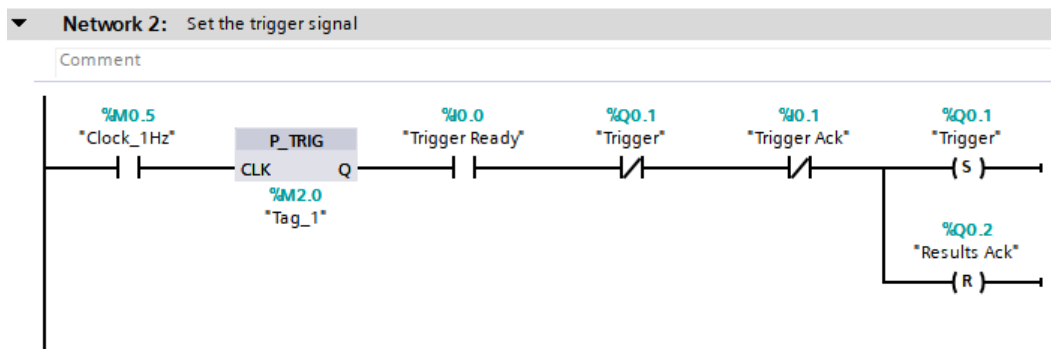 Network 2: Set the trigger signal
Comment
%M0.5
"Clock_1Hz"
P_TRIG
CLK Q
%M2.0
"Tag_1"
%I0.0
"Trigger Ready"
%Q0.1
"Trigger"
%I0.1
"Trigger Ack"
%Q0.1
"Trigger"
S
%Q0.2
"Results Ack"
R